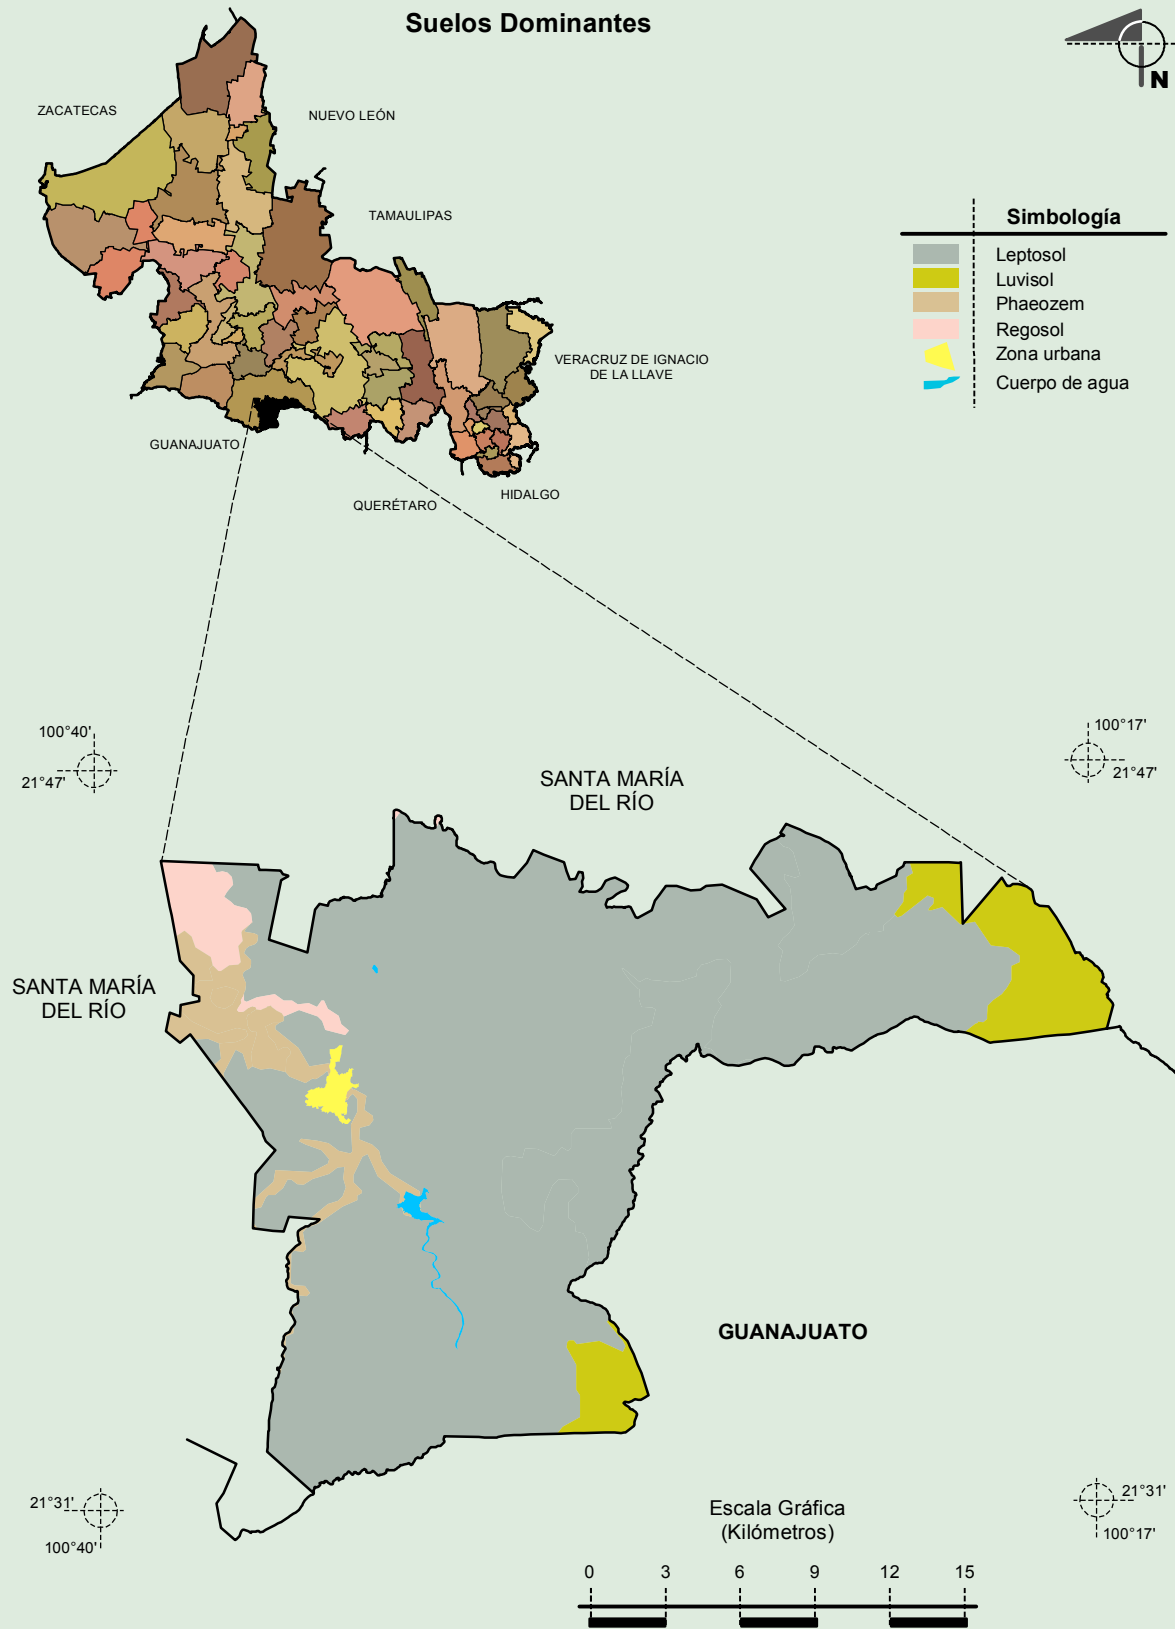 Suelos Dominantes
N
ZACATECAS
NUEVO LEÓN
TAMAULIPAS
VERACRUZ DE IGNACIO
DE LA LLAVE
GUANAJUATO
QUERÉTARO
HIDALGO
Simbología
Leptosol
Luvisol
Phaeozem
Regosol
Zona urbana
Cuerpo de agua
100°40'
21°47'
100°17'
21°47'
SANTA MARÍA
DEL RÍO
SANTA MARÍA
DEL RÍO
GUANAJUATO
21°31'
100°40'
21°31'
100°17'
Escala Gráfica
(Kilómetros)
0 3 6 9 12 15